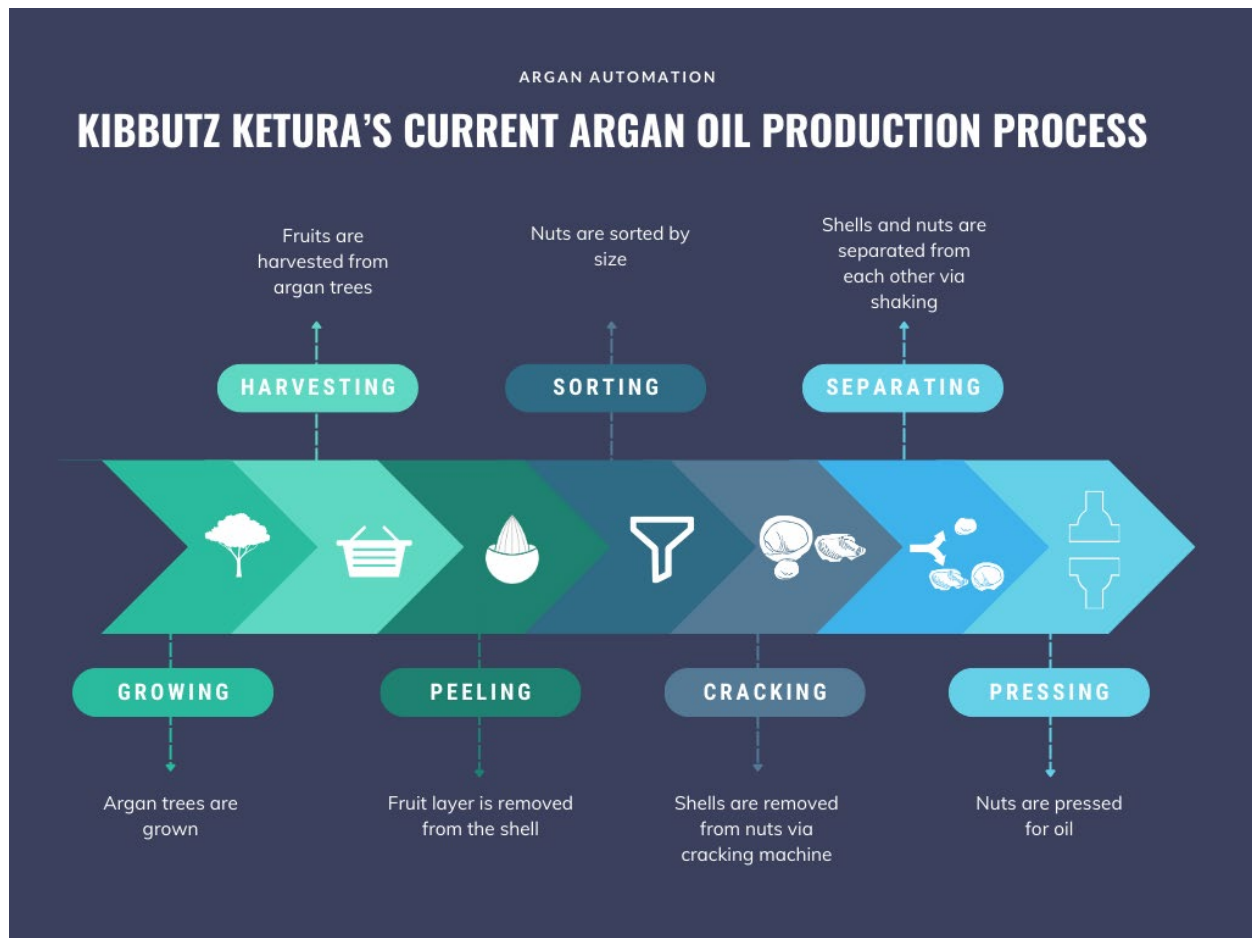 ARGAN AUTOMATION
KIBBUTZ KETURA'S CURRENT ARGAN OIL PRODUCTION PROCESS
Fruits are
harvested from
argan trees
Nuts are sorted by
size
Shells and nuts are
separated from
each other via
shaking
HARVESTING
SORTING
SEPARATING
GROWING
PEELING
CRACKING
PRESSING
Argan trees are
grown
Fruit layer is removed
from the shell
Shells are removed
from nuts via
cracking machine
Nuts are pressed
for oil